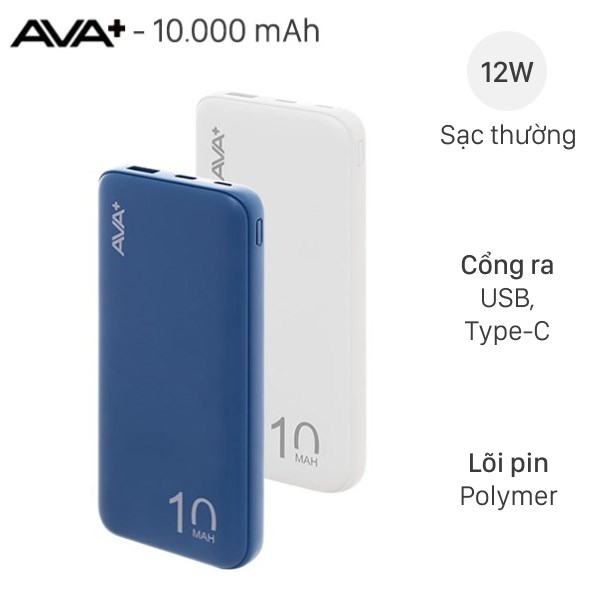 AVA+ - 10.000 mAh
12W
Sạc thường
Cổng ra
USB,
Type-C
Lõi pin
Polymer
AVA+
10
MAH
AVA+
10
MAH